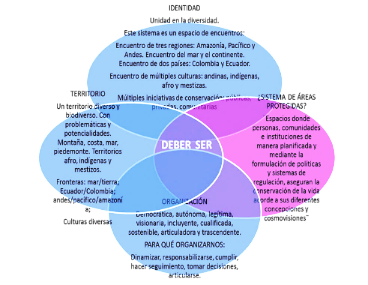 IDENTIDAD
Unidad en la diversidad.
Este sistema es un espacio de encuentros:
Encuentro de tres regiones: Amazonía, Pacífico y
Andes. Encuentro del mar y el continente.
Encuentro de dos países: Colombia y Ecuador.
Encuentro de múltiples culturas: andinas, indígenas,
afro y mestizas.
Múltiples iniciativas de conservación: públicas,
privadas, comunitarias
TERRITORIO
Un territorio diverso y
biodiverso. Con
problemáticas y
potencialidades.
Montaña, costa, mar,
piedemonte. Territorios
afro, indígenas y
mestizos.
Fronteras: mar/tierra;
Ecuador/Colombia;
andes/pacífico/amazoní
a;
Culturas diversas
DEBER SER
¿SISTEMA DE ÁREAS
PROTEGIDAS?
Espacios donde
personas, comunidades
e instituciones de
manera planificada y
mediante la
formulación de políticas
y sistemas de
regulación, aseguran la
conservación de la vida
acorde a sus diferentes
concepciones y
cosmovisiones"
ORGANIZACIÓN
Democrática, autónoma, legítima,
visionaria, incluyente, cualificada,
sostenible, articuladora y trascendente.
PARA QUÉ ORGANIZARNOS:
Dinamizar, responsabilizarse, cumplir,
hacer seguimiento, tomar decisiones,
articularse.